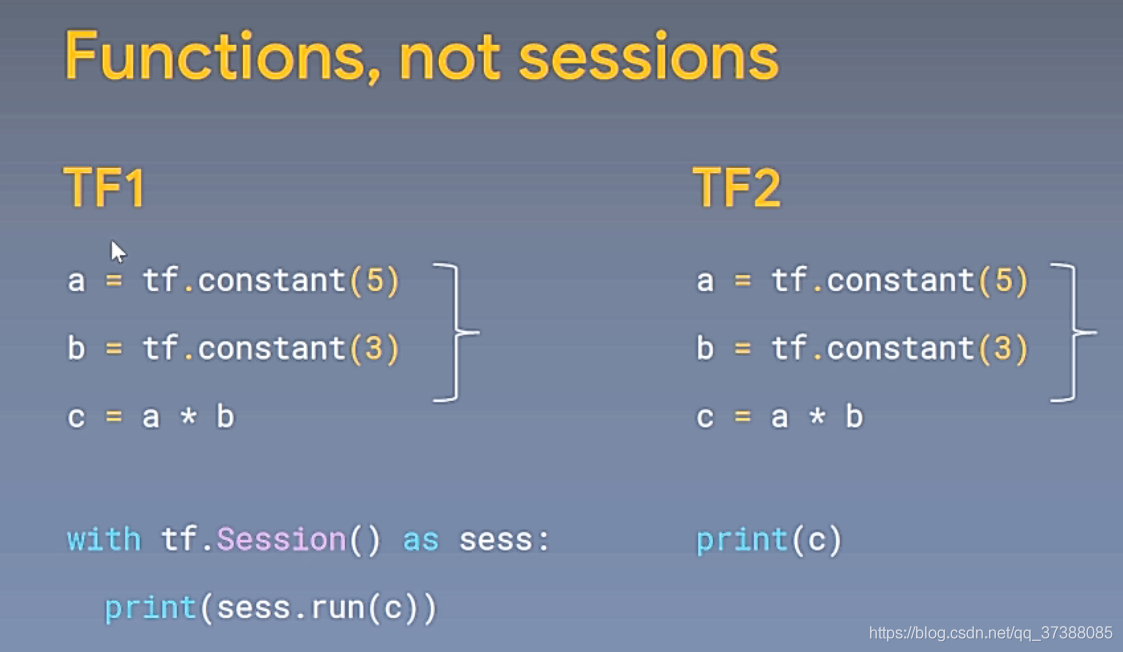 Functions, not sessions
TF1
a = tf.constant(5)
b = tf.constant(3)
c = a * b
with tf.Session() as sess:
print(sess.run(c))
TF2
a = tf.constant(5)
b = tf.constant(3)
c = a * b
print(c)
https://blog.csdn.net/qq_37388085